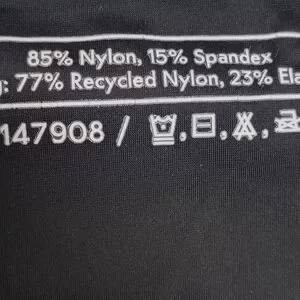 85% Nylon, 15% Spandex
g: 77% Recycled Nylon, 23% Ela
147908 /